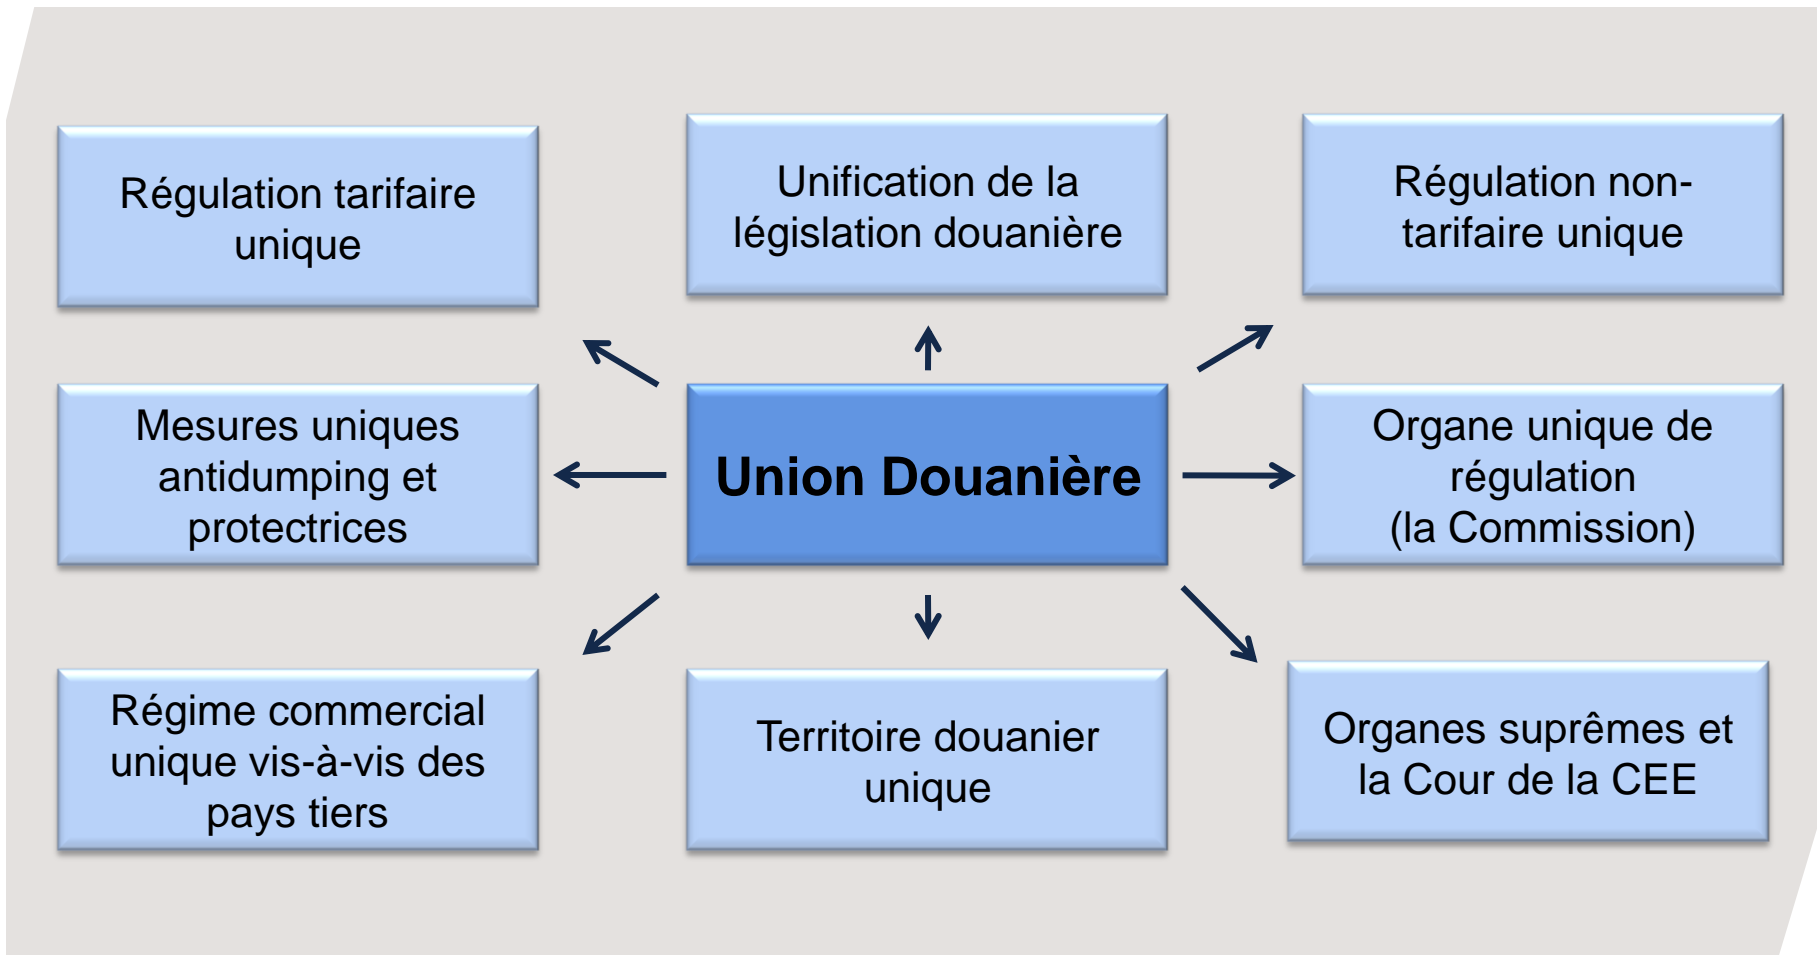 Régulation tarifaire
unique
Unification de la
législation douanière
Régulation non-
tarifaire unique
Mesures uniques
antidumping et
protectrices
Union Douanière
Organe unique de
régulation
(la Commission)
Régime commercial
unique vis-à-vis des
pays tiers
Territoire douanier
unique
Organes suprêmes et
la Cour de la CEE